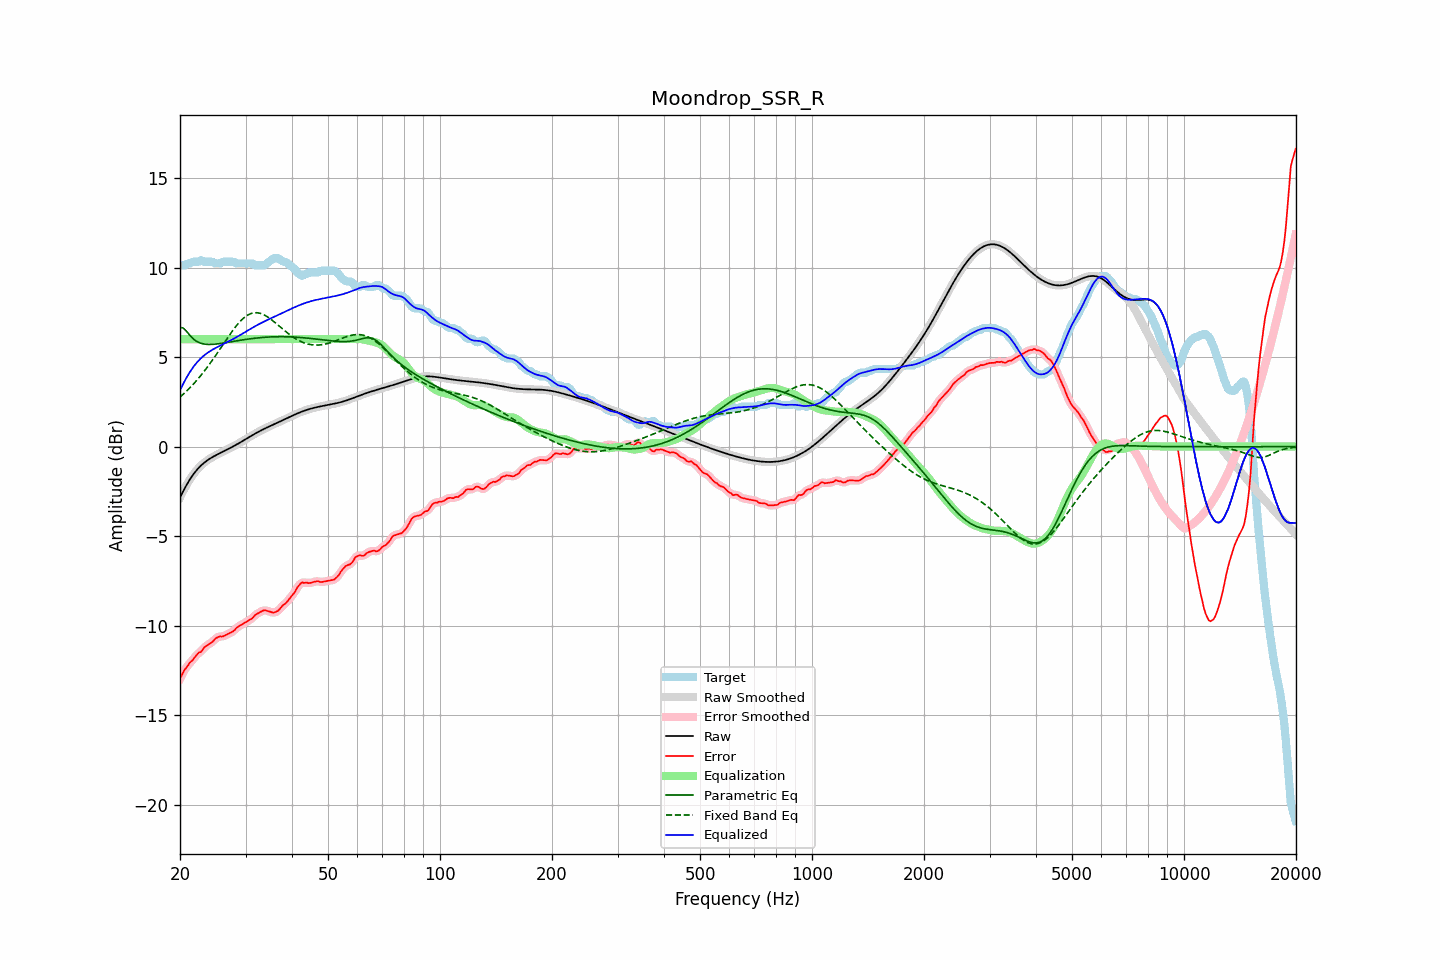 Moondrop_SSR_R
Amplitude (dBr)
15
10
5
0
−5
−10
−15
−20
Target
Raw Smoothed
Error Smoothed
Raw
Error
Equalization
Parametric Eq
Fixed Band Eq
Equalized
20 50 100 200 500 1000 2000 5000 10000 20000
Frequency (Hz)